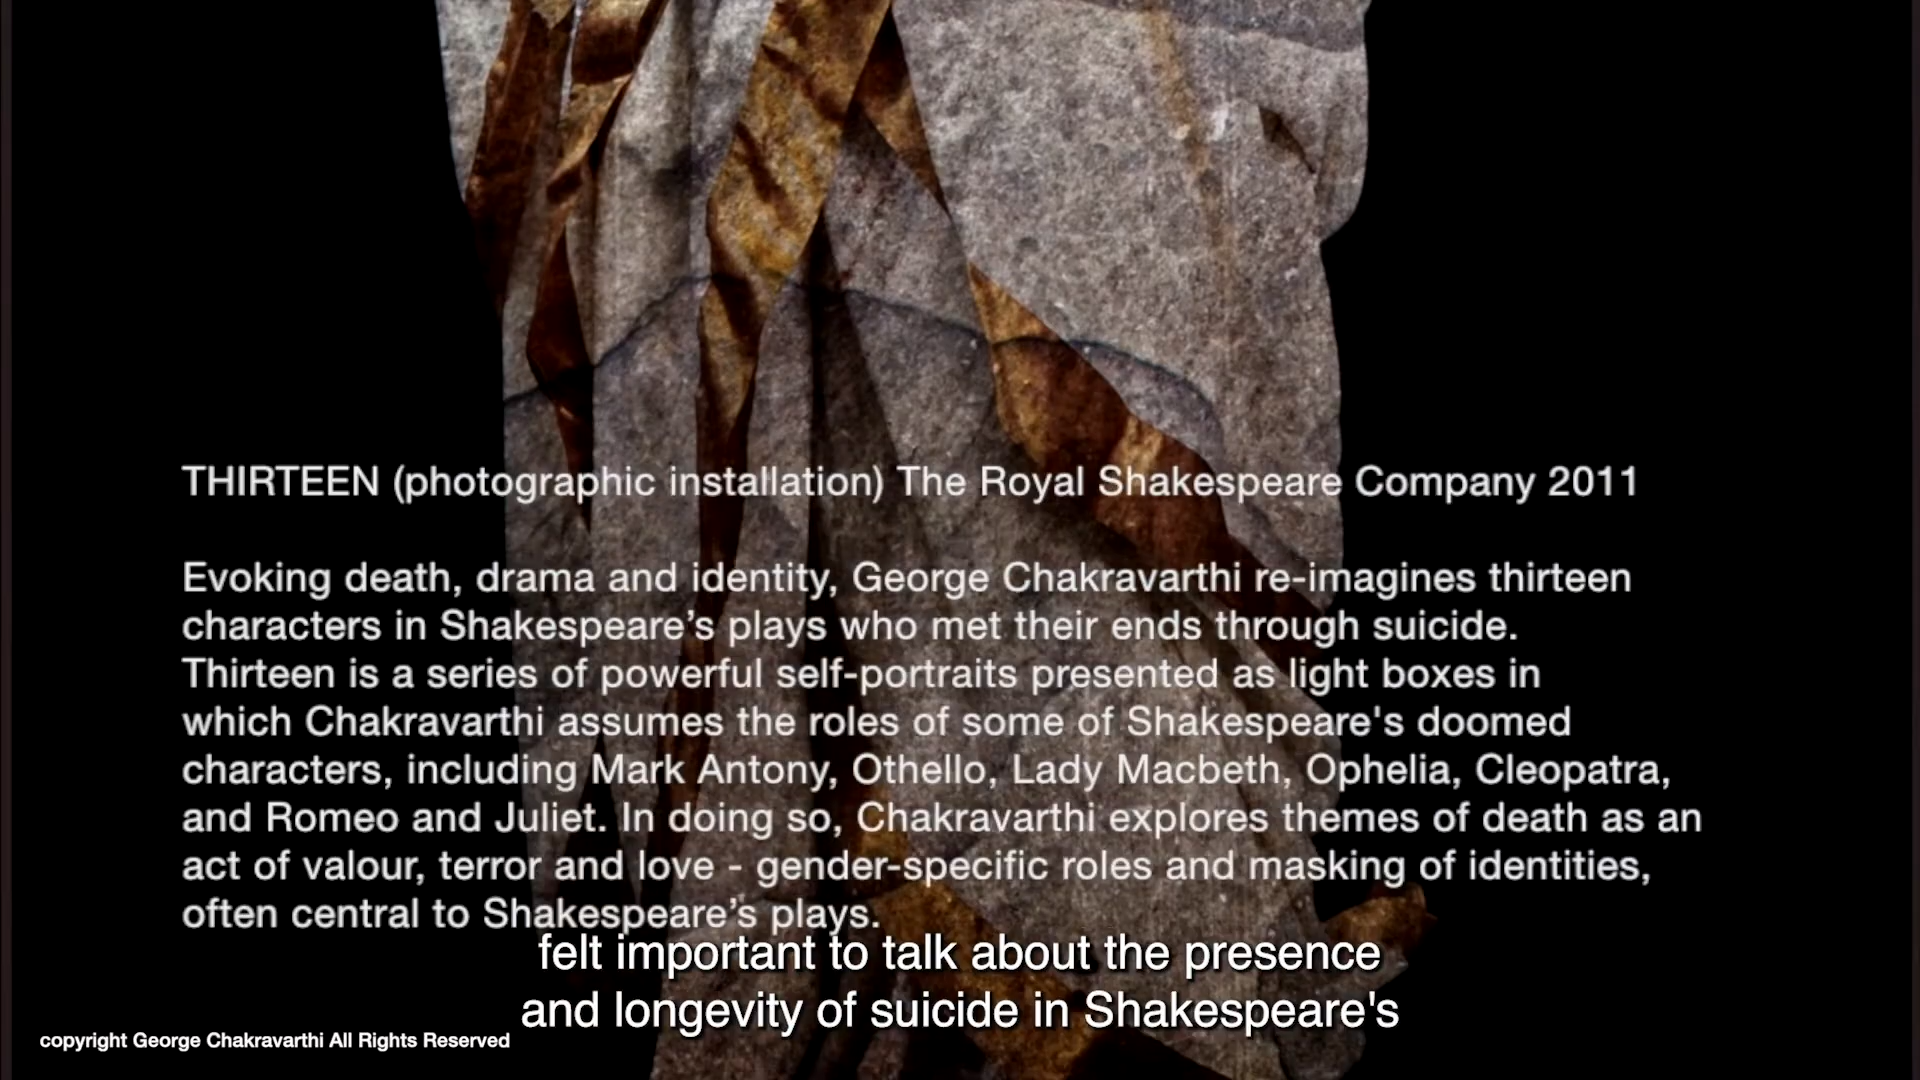 THIRTEEN (photographic installation) The Royal Shakespeare Company 2011
Evoking death, drama and identity, George Chakravarthi re-imagines thirteen
characters in Shakespeare’s plays who met their ends through suicide.
Thirteen is a series of powerful self-portraits presented as light boxes in
which Chakravarthi assumes the roles of some of Shakespeare's doomed
characters, including Mark Antony, Othello, Lady Macbeth, Ophelia, Cleopatra,
and Romeo and Juliet. In doing so, Chakravarthi explores themes of death as an
act of valour, terror and love - gender-specific roles and masking of identities,
often central to Shakespeare’s plays.
felt important to talk about the presence
and longevity of suicide in Shakespeare's
copyright George Chakravarthi All Rights Reserved